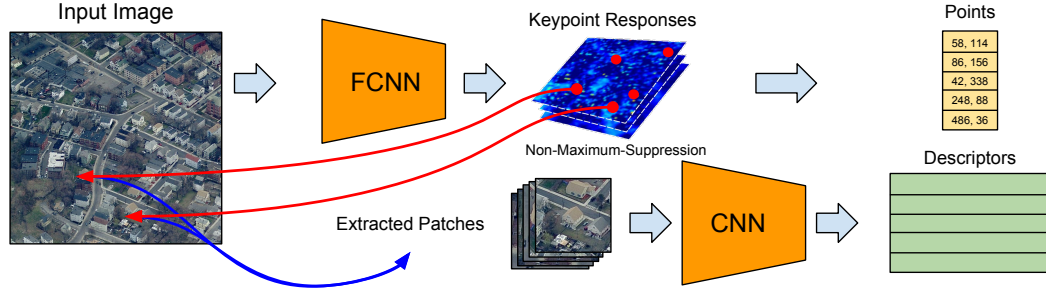 Input Image
FCNN
Keypoint Responses
Non-Maximum-Suppression
Points
58, 114
86, 156
42, 338
248, 88
486, 36
Extracted Patches
CNN
Descriptors